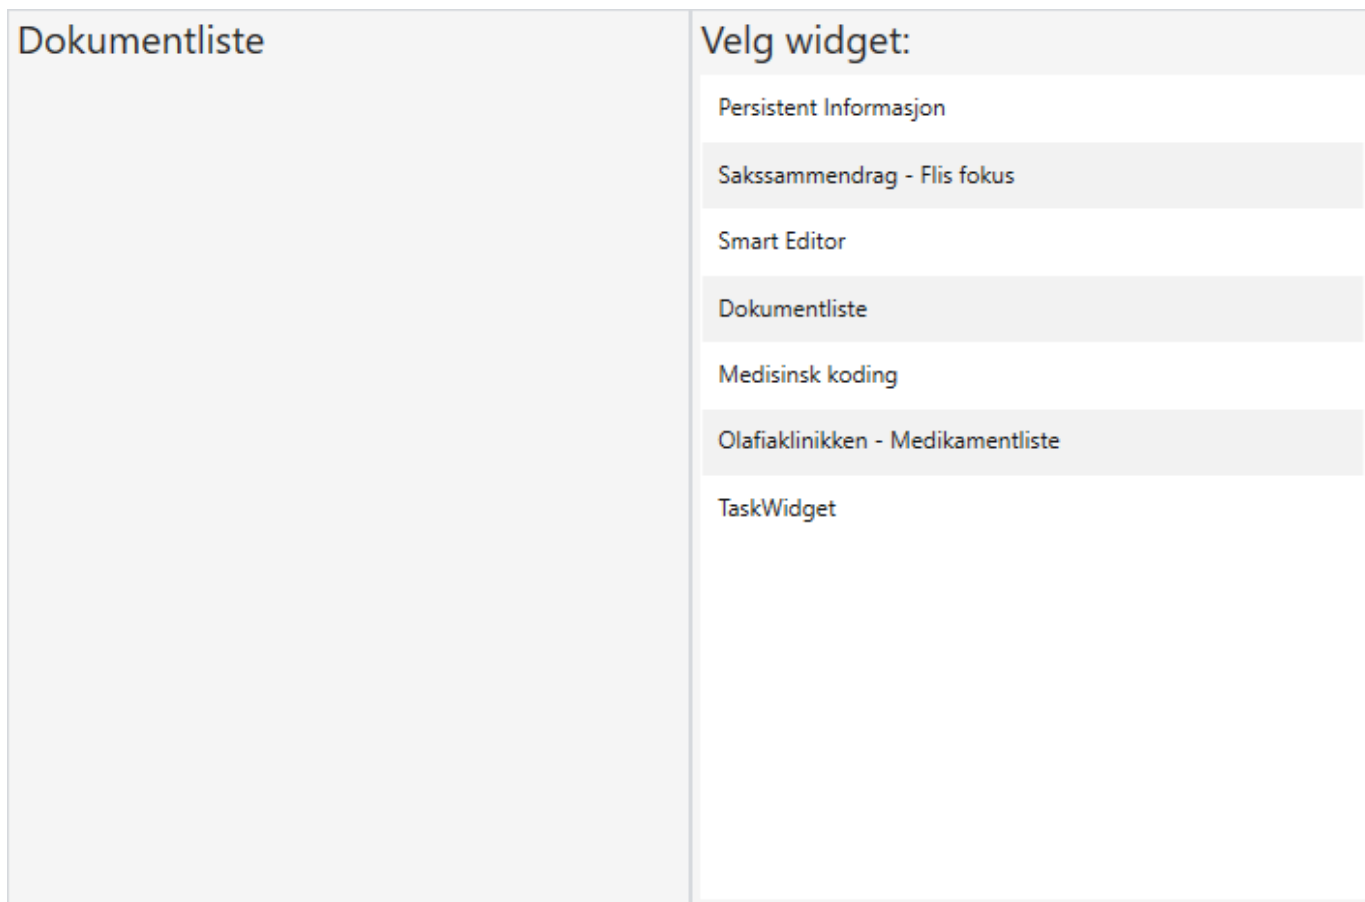 Dokumentliste
Velg widget:
Persistent Informasjon
Sakssammendrag - Flis fokus
Smart Editor
Dokumentliste
Medisinsk koding
Olafiaklinikken - Medikamentliste
TaskWidget